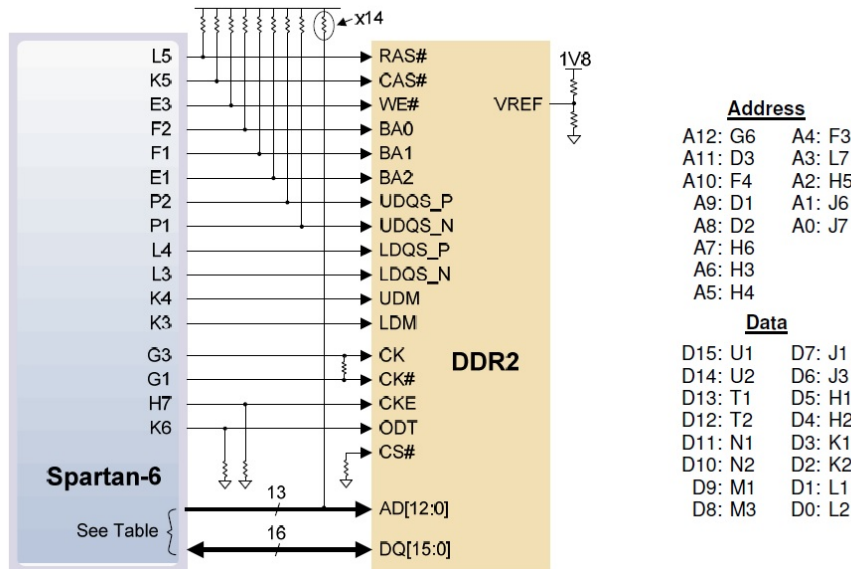 x14
L5 RAS#
K5 CAS#
E3 WE#
F2 BA0
F1 BA1
E1 BA2
P2 UDQS_P
P1 UDQS_N
L4 LDQS_P
L3 LDQS_N
K4 UDM
K3 LDM
G3 CK
G1 CK#
H7 CKE
K6 ODT
CS#
13 AD[12:0]
16 DQ[15:0]
Spartan-6
See Table
DDR2
1V8
VREF
Address
A12: G6 A4: F3
A11: D3 A3: L7
A10: F4 A2: H5
A9: D1 A1: J6
A8: D2 A0: J7
A7: H6
A6: H3
A5: H4
Data
D15: U1 D7: J1
D14: U2 D6: J3
D13: T1 D5: H1
D12: T2 D4: H2
D11: N1 D3: K1
D10: N2 D2: K2
D9: M1 D1: L1
D8: M3 D0: L2